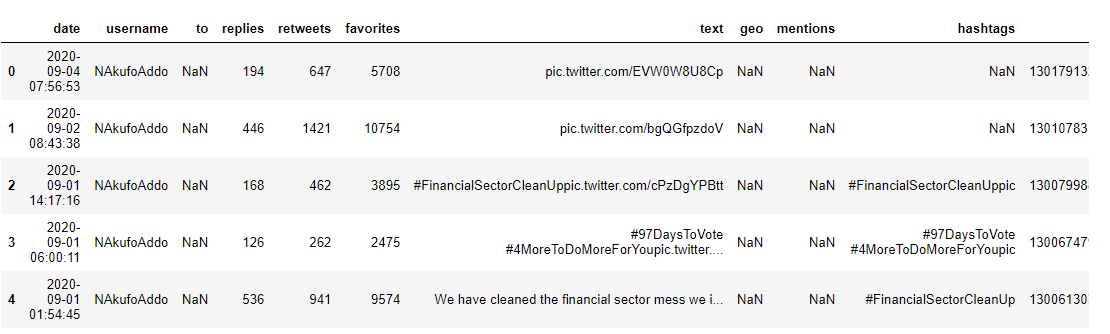 date username to replies retweets favorites text geo mentions hashtags
2020-
0 09-04 NAkufoAddo NaN 194 647 5708 pic.twitter.com/EVW0W8U8Cp NaN NaN NaN 130179132
07:56:53
2020-
1 09-02 NAkufoAddo NaN 446 1421 10754 pic.twitter.com/bgQGfpzdoV NaN NaN NaN 13010783
08:43:38
2020-
2 09-01 NAkufoAddo NaN 168 462 3895 #FinancialSectorCleanUppic.twitter.com/cPzDgYPBtt NaN NaN #FinancialSectorCleanUppic 13007998
14:17:16
2020- #97DaysToVote #97DaysToVote
3 09-01 NAkufoAddo NaN 126 262 2475 #4MoreToDoMoreForYoupic.twitter.... NaN NaN #4MoreToDoMoreForYoupic 13006747
06:00:11
2020-
4 09-01 NAkufoAddo NaN 536 941 9574 We have cleaned the financial sector mess we i... NaN NaN #FinancialSectorCleanUp 13006130
01:54:45